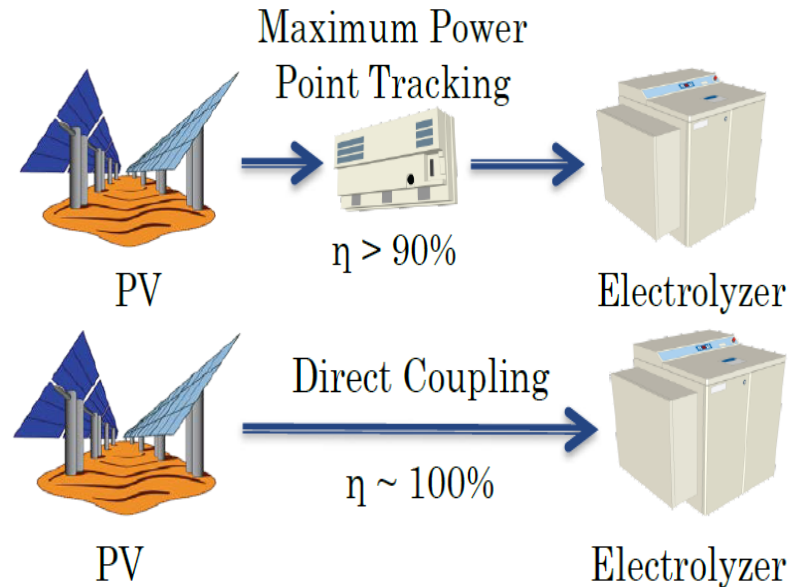 Maximum Power
Point Tracking
η > 90%
PV
Electrolyzer
Direct Coupling
η ~ 100%
PV
Electrolyzer